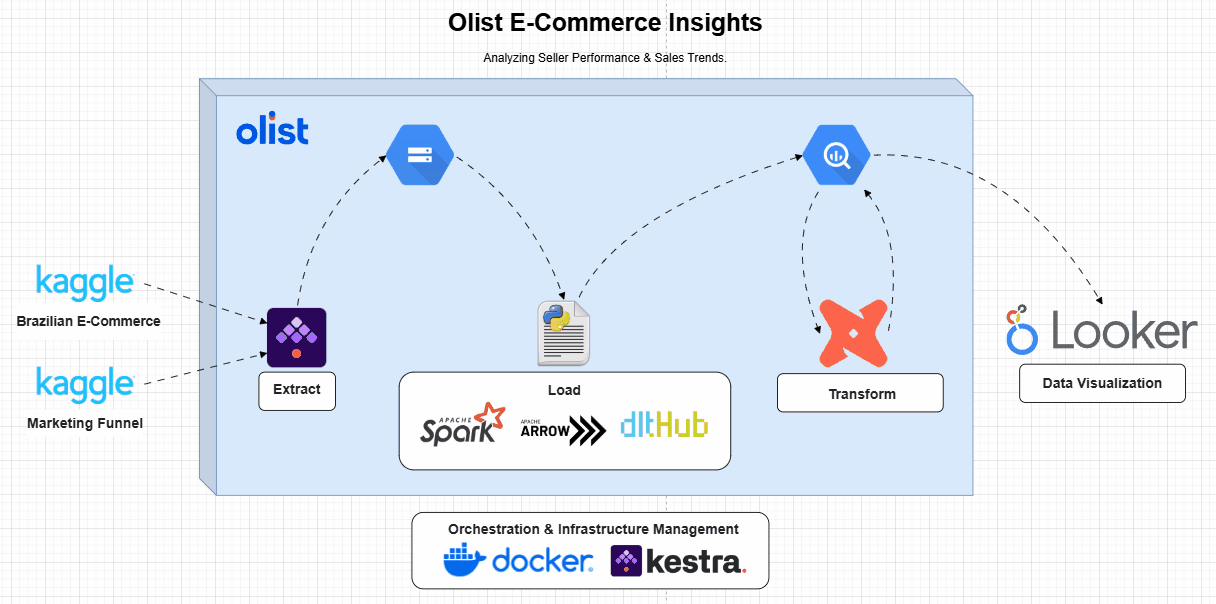 Olist E-Commerce Insights
Analyzing Seller Performance & Sales Trends.
olist
kaggle
Brazilian E-Commerce
kaggle
Marketing Funnel
Extract
Load
APACHE
Spark
APACHE
ARROW
dltHub
Transform
Looker
Data Visualization
Orchestration & Infrastructure Management
docker.
kestra.